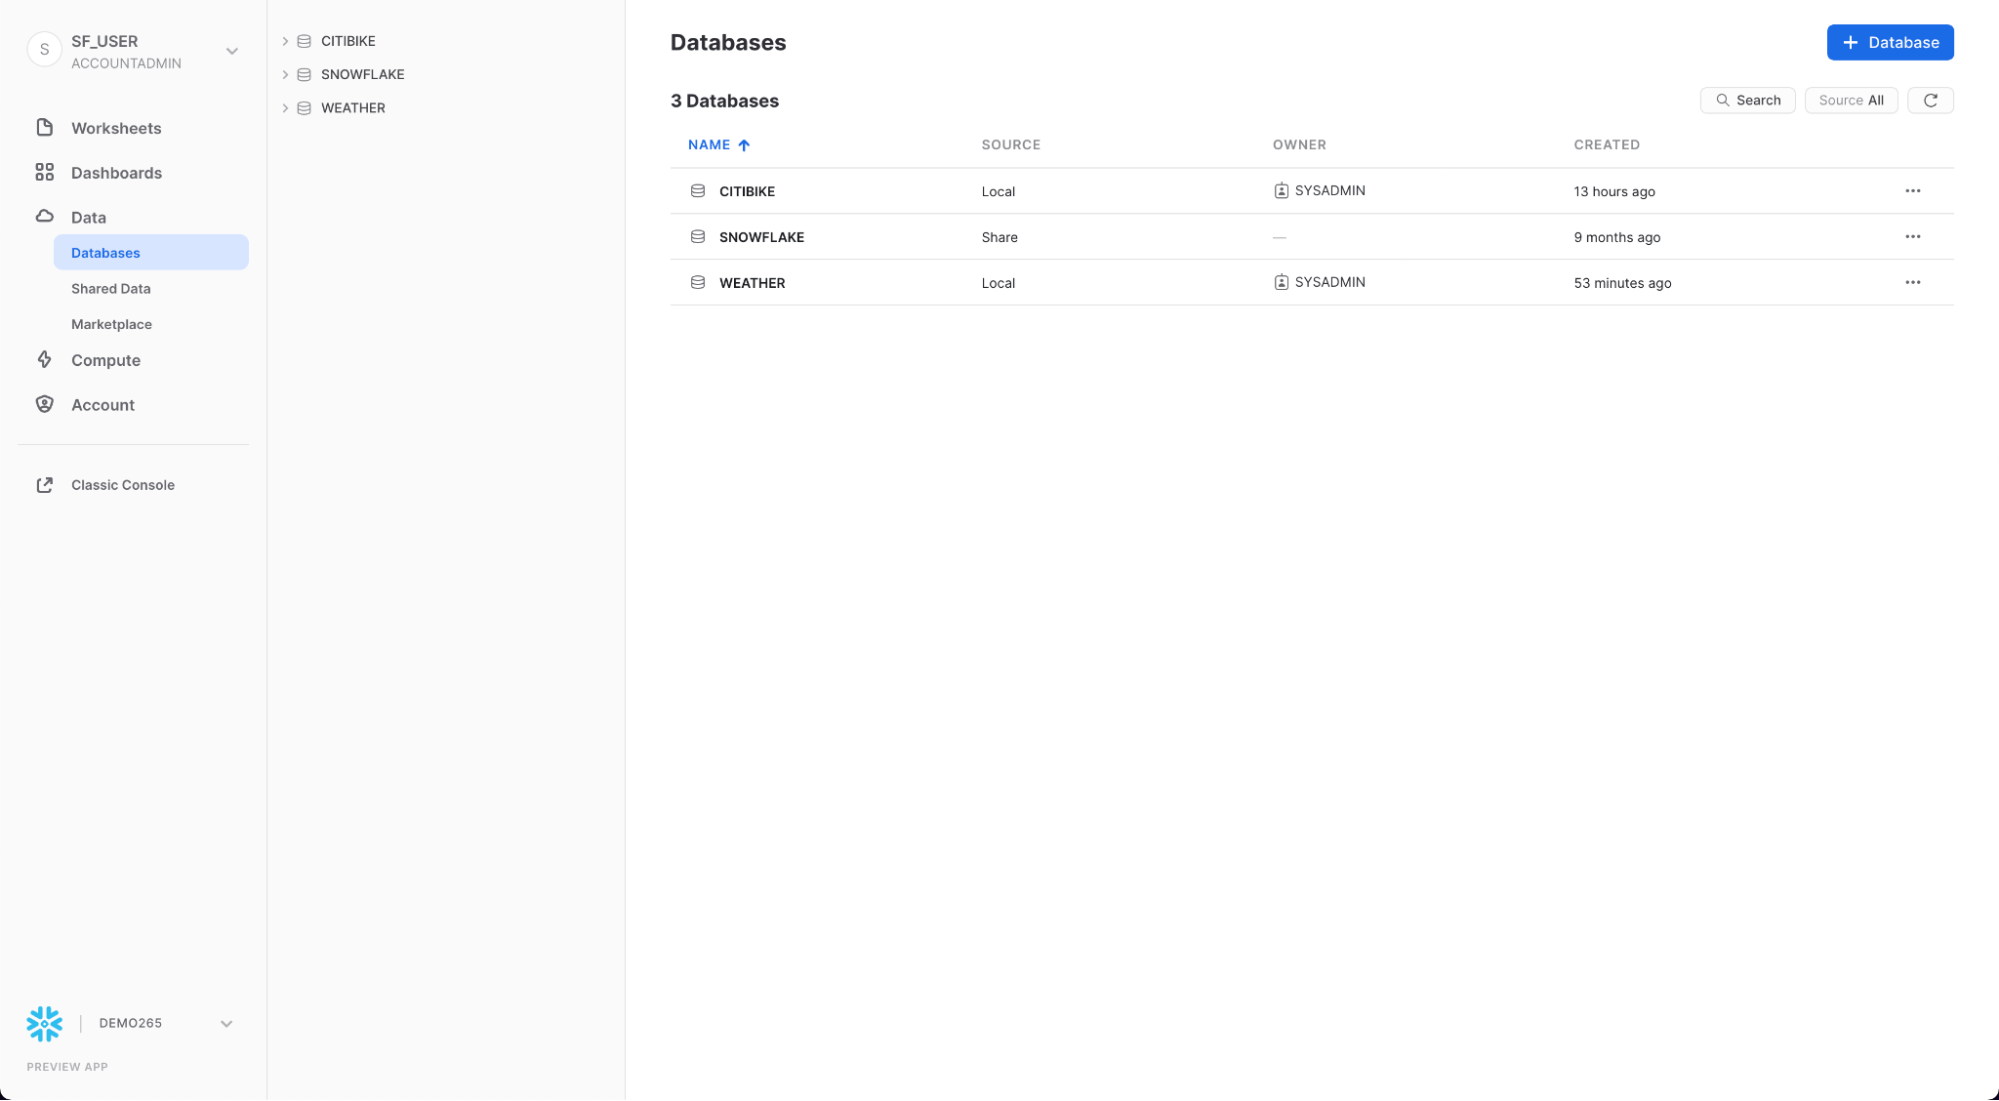 S
SF_USER
ACCOUNTADMIN
Worksheets
Dashboards
Data
Databases
Shared Data
Marketplace
Compute
Account
Classic Console
DEMO265
PREVIEW APP
CITIBIKE
SNOWFLAKE
WEATHER
Databases
Database
3 Databases
Search
Source All
NAME SOURCE OWNER CREATED
CITIBIKE Local SYSADMIN 13 hours ago
SNOWFLAKE Share — 9 months ago
WEATHER Local SYSADMIN 53 minutes ago